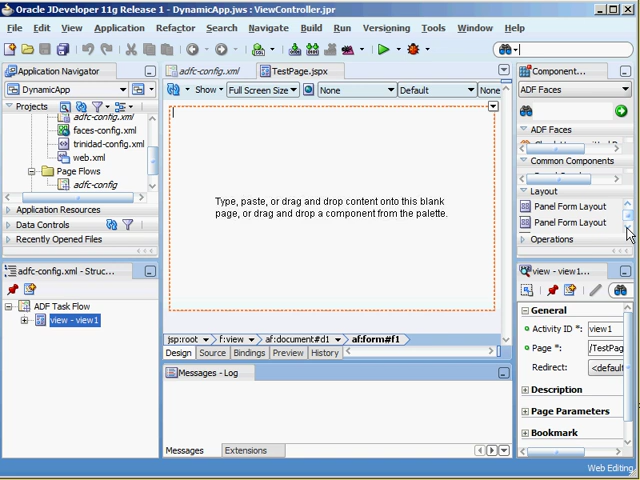 Oracle JDeveloper 11g Release 1 - DynamicApp.jws : ViewController.jpr
File Edit View Application Refactor Search Navigate Build Run Versioning Tools Window Help
Application Navigator
DynamicApp
Projects
adfc-config.xml
faces-config.xml
trinidad-config.xml
web.xml
Page Flows
adfc-config
Application Resources
Data Controls
Recently Opened Files
adfc-config.xml - Struc...
ADF Task Flow
view - view1
adfc-config.xml TestPage.jspx
Show Full Screen Size None Default None
Type, paste, or drag and drop content onto this blank
page, or drag and drop a component from the palette.
jsp:root f:view af:document#d1 af:form#f1
Design Source Bindings Preview History
Messages - Log
Messages Extensions
Component...
ADF Faces
ADF Faces
Common Components
Layout
Panel Form Layout
Panel Form Layout
Operations
view - view1...
General
Activity ID *: view1
Page *: /TestPag
Redirect: <default
Description
Page Parameters
Bookmark
Web Editing